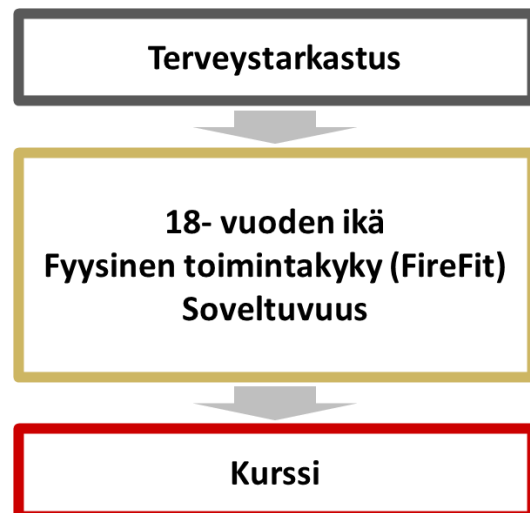 Terveystarkastus
18- vuoden ikä
Fyysinen toimintakyky (FireFit)
Soveltuvuus
Kurssi